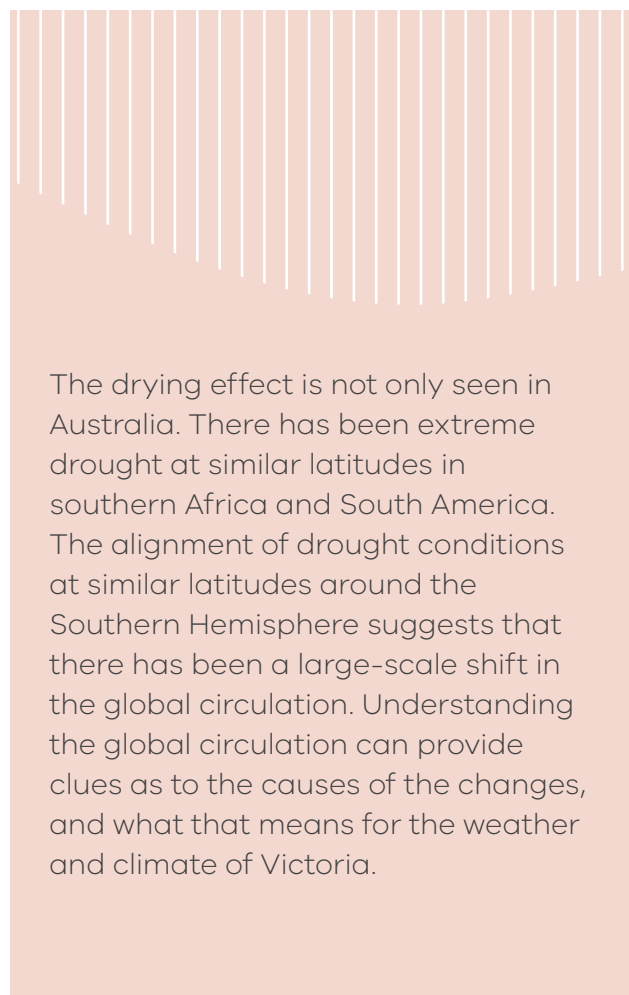 The drying effect is not only seen in
Australia. There has been extreme
drought at similar latitudes in
southern Africa and South America.
The alignment of drought conditions
at similar latitudes around the
Southern Hemisphere suggests that
there has been a large-scale shift in
the global circulation. Understanding
the global circulation can provide
clues as to the causes of the changes,
and what that means for the weather
and climate of Victoria.